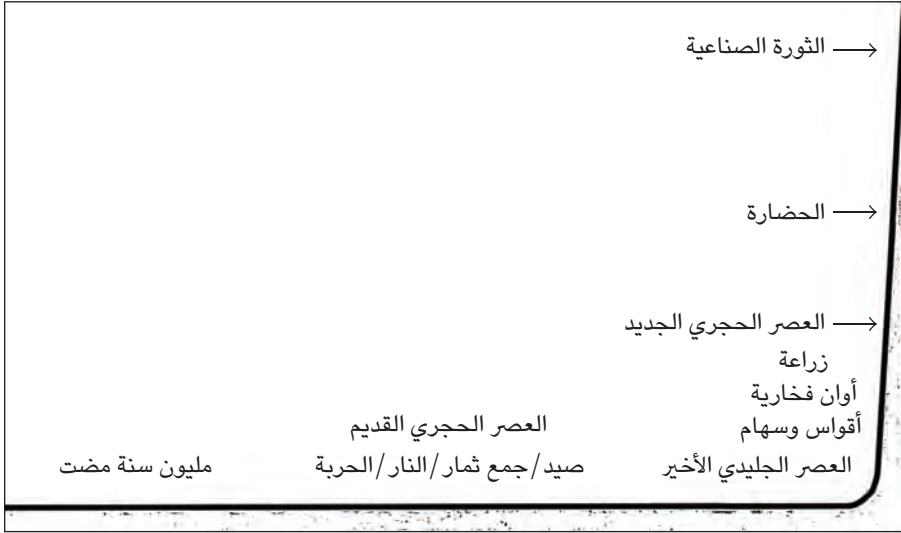 الثورة الصناعية
الحضارة
العصر الحجري الجديد
زراعة
أوان فخارية
أقواس وسهام
العصر الحجري القديم
العصر الجليدي الأخير
صيد/جمع ثمار/النار/الحربة
مليون سنة مضت